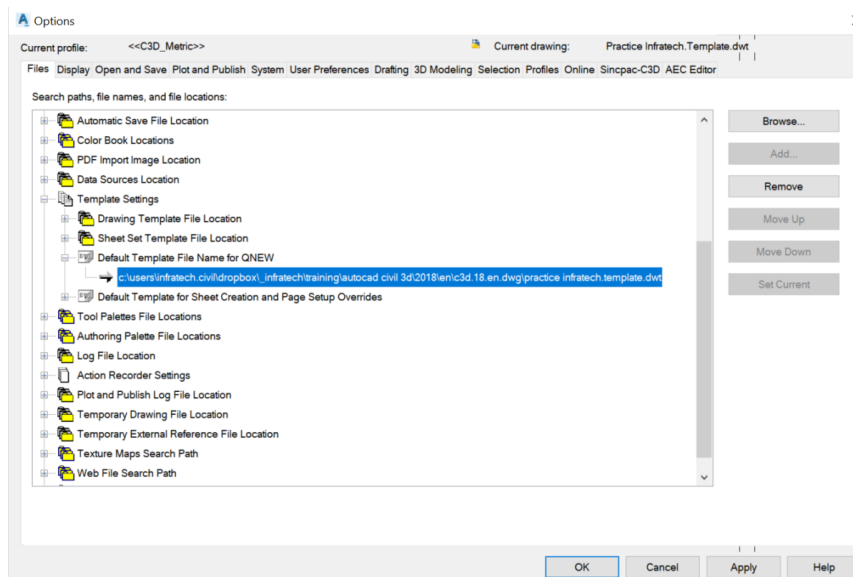 Options
Current profile: <<C3D_Metric>> Current drawing: Practice Infratech.Template.dwt
Files Display Open and Save Plot and Publish System User Preferences Drafting 3D Modeling Selection Profiles Online Sincpac-C3D AEC Editor
Search paths, file names, and file locations:
Automatic Save File Location
Browse...
Color Book Locations
Add...
PDF Import Image Location
Data Sources Location
Remove
Template Settings
Drawing Template File Location
Move Up
Sheet Set Template File Location
Default Template File Name for QNEW
Move Down
c:\users\infratech.civil\dropbox\_infratech\training\autocad civil 3d\2018\en\c3d.18.en.dwg\practice infratech.template.dwt
Set Current
Default Template for Sheet Creation and Page Setup Overrides
Tool Palettes File Locations
Authoring Palette File Locations
Log File Location
Action Recorder Settings
Plot and Publish Log File Location
Temporary Drawing File Location
Temporary External Reference File Location
Texture Maps Search Path
Web File Search Path
OK Cancel Apply Help